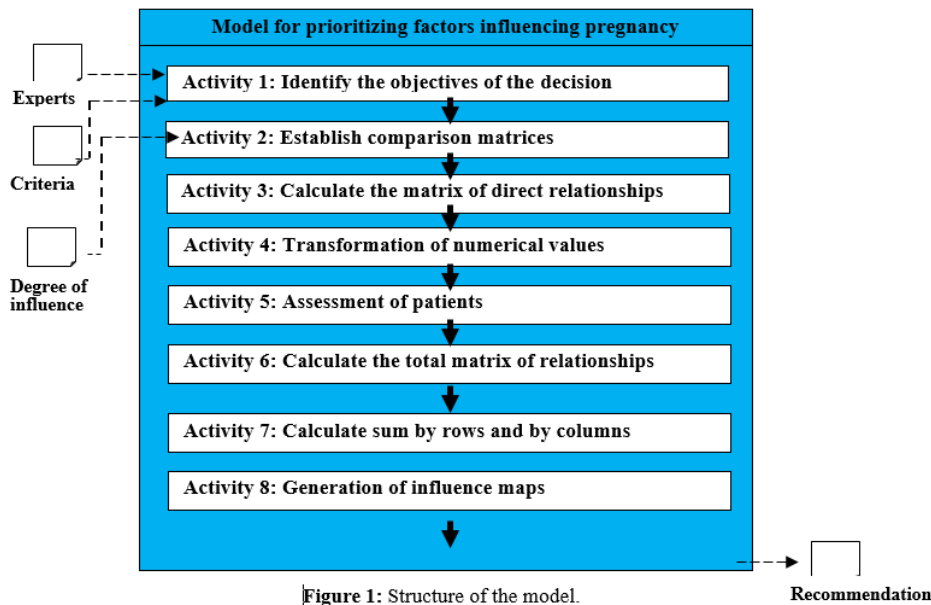 Model for prioritizing factors influencing pregnancy
Activity 1: Identify the objectives of the decision
Experts
Activity 2: Establish comparison matrices
Criteria
Activity 3: Calculate the matrix of direct relationships
Activity 4: Transformation of numerical values
Degree of
influence
Activity 5: Assessment of patients
Activity 6: Calculate the total matrix of relationships
Activity 7: Calculate sum by rows and by columns
Activity 8: Generation of influence maps
Recommendation
Figure 1: Structure of the model.